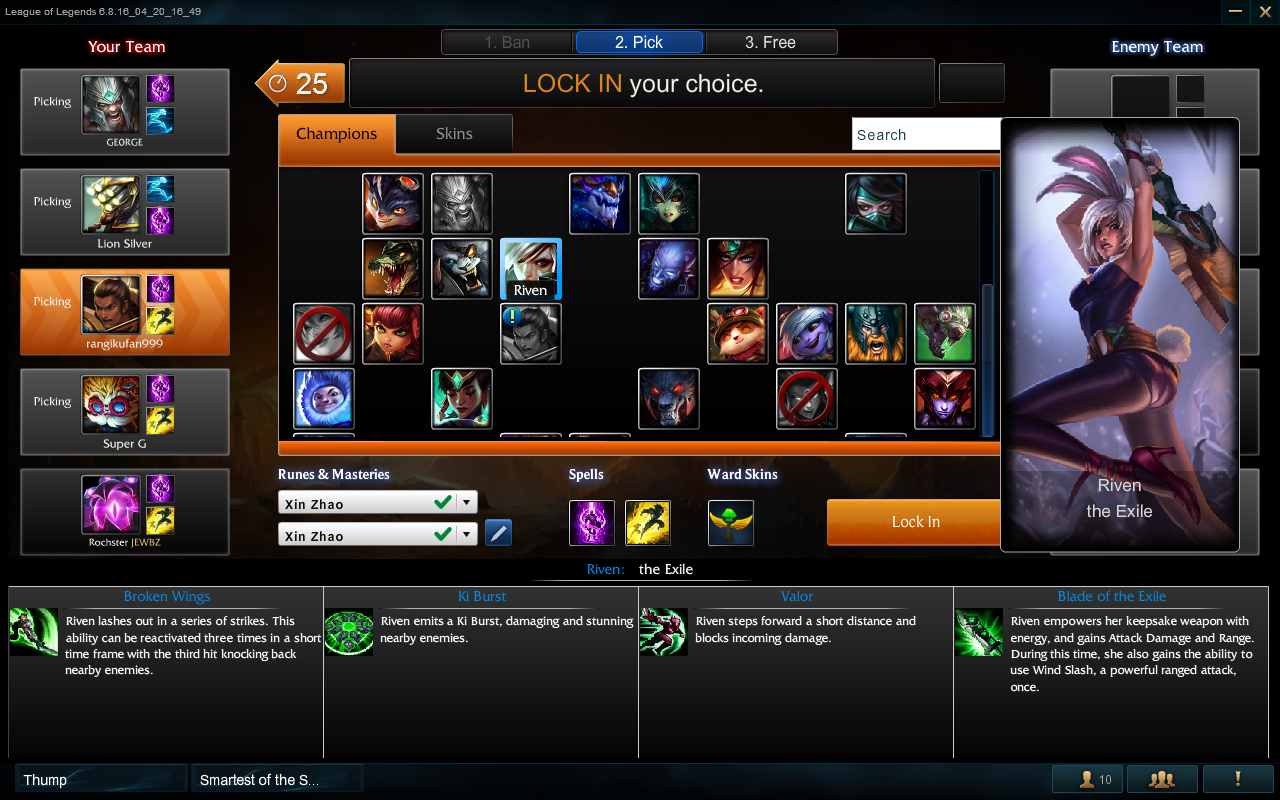 League of Legends 6.8.16_04_20_16_49
Your Team
1. Ban
2. Pick
3. Free
Enemy Team
25
LOCK IN your choice.
Picking
GEORGE
Picking
Lion Silver
Picking
rangikufan999
Picking
Super G
Rochster JEWBZ
Champions
Skins
Search
Riven
Riven
the Exile
Runes & Masteries
Spells
Ward Skins
Xin Zhao
Xin Zhao
Lock In
Riven: the Exile
Broken Wings
Riven lashes out in a series of strikes. This
ability can be reactivated three times in a short
time frame with the third hit knocking back
nearby enemies.
Ki Burst
Riven emits a Ki Burst, damaging and stunning
nearby enemies.
Valor
Riven steps forward a short distance and
blocks incoming damage.
Blade of the Exile
Riven empowers her keepsake weapon with
energy, and gains Attack Damage and Range.
During this time, she also gains the ability to
use Wind Slash, a powerful ranged attack,
once.
Thump
Smartest of the S...
10